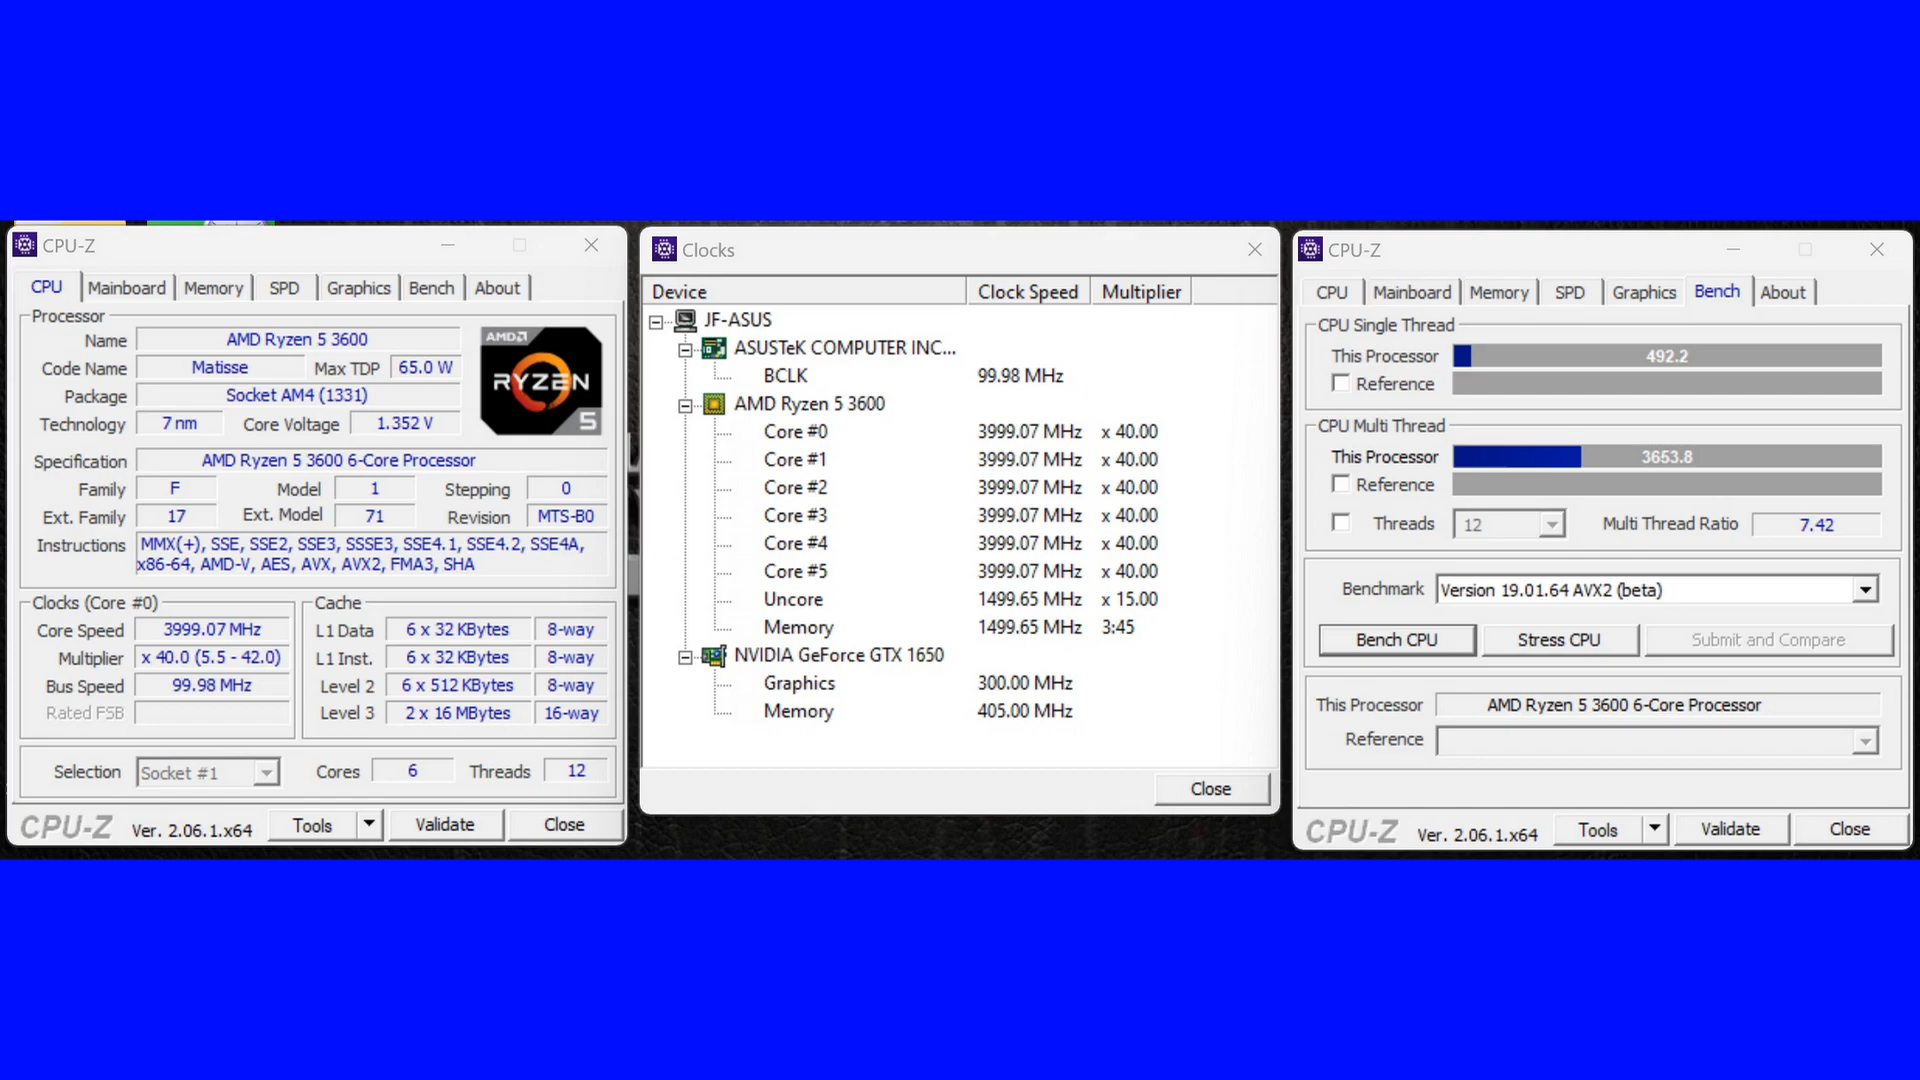 CPU-Z
CPU Mainboard Memory SPD Graphics Bench About
Processor
Name AMD Ryzen 5 3600
Code Name Matisse Max TDP 65.0 W
Package Socket AM4 (1331)
Technology 7 nm Core Voltage 1.352 V
AMD
RYZEN
5
Specification AMD Ryzen 5 3600 6-Core Processor
Family F Model 1 Stepping 0
Ext. Family 17 Ext. Model 71 Revision MTS-B0
Instructions MMX(+), SSE, SSE2, SSE3, SSSE3, SSE4.1, SSE4.2, SSE4A,
x86-64, AMD-V, AES, AVX, AVX2, FMA3, SHA
Clocks (Core #0)
Core Speed 3999.07 MHz
Multiplier x 40.0 (5.5 - 42.0)
Bus Speed 99.98 MHz
Rated FSB
Cache
L1 Data 6 x 32 KBytes 8-way
L1 Inst. 6 x 32 KBytes 8-way
Level 2 6 x 512 KBytes 8-way
Level 3 2 x 16 MBytes 16-way
Selection Socket #1 Cores 6 Threads 12
CPU-Z Ver. 2.06.1.x64 Tools Validate Close
Clocks
Device Clock Speed Multiplier
JF-ASUS
ASUSTeK COMPUTER INC...
BCLK 99.98 MHz
AMD Ryzen 5 3600
Core #0 3999.07 MHz x 40.00
Core #1 3999.07 MHz x 40.00
Core #2 3999.07 MHz x 40.00
Core #3 3999.07 MHz x 40.00
Core #4 3999.07 MHz x 40.00
Core #5 3999.07 MHz x 40.00
Uncore 1499.65 MHz x 15.00
Memory 1499.65 MHz 3:45
NVIDIA GeForce GTX 1650
Graphics 300.00 MHz
Memory 405.00 MHz
Close
CPU-Z
CPU Mainboard Memory SPD Graphics Bench About
CPU Single Thread
This Processor 492.2
Reference
CPU Multi Thread
This Processor 3653.8
Reference
Threads 12 Multi Thread Ratio 7.42
Benchmark Version 19.01.64 AVX2 (beta)
Bench CPU Stress CPU Submit and Compare
This Processor AMD Ryzen 5 3600 6-Core Processor
Reference
CPU-Z Ver. 2.06.1.x64 Tools Validate Close